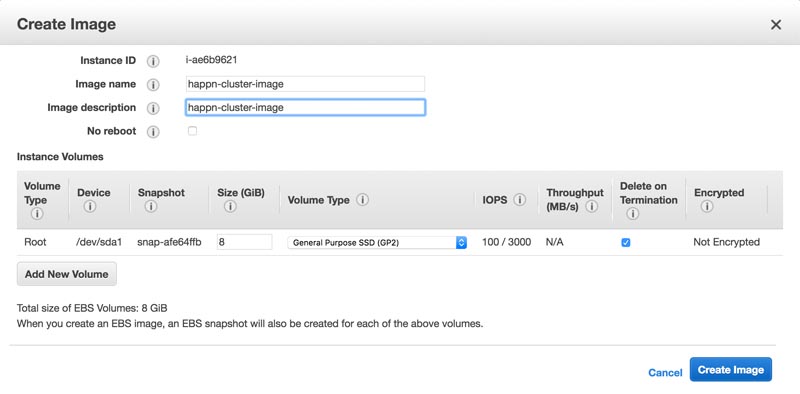 Create Image
Instance ID i-ae6b9621
Image name happn-cluster-image
Image description happn-cluster-image
No reboot
Instance Volumes
Volume Type Device Snapshot Size (GiB) Volume Type IOPS Throughput (MB/s) Delete on Termination Encrypted
Root /dev/sda1 snap-afe64ffb 8 General Purpose SSD (GP2) 100 / 3000 N/A Not Encrypted
Add New Volume
Total size of EBS Volumes: 8 GiB
When you create an EBS image, an EBS snapshot will also be created for each of the above volumes.
Cancel Create Image